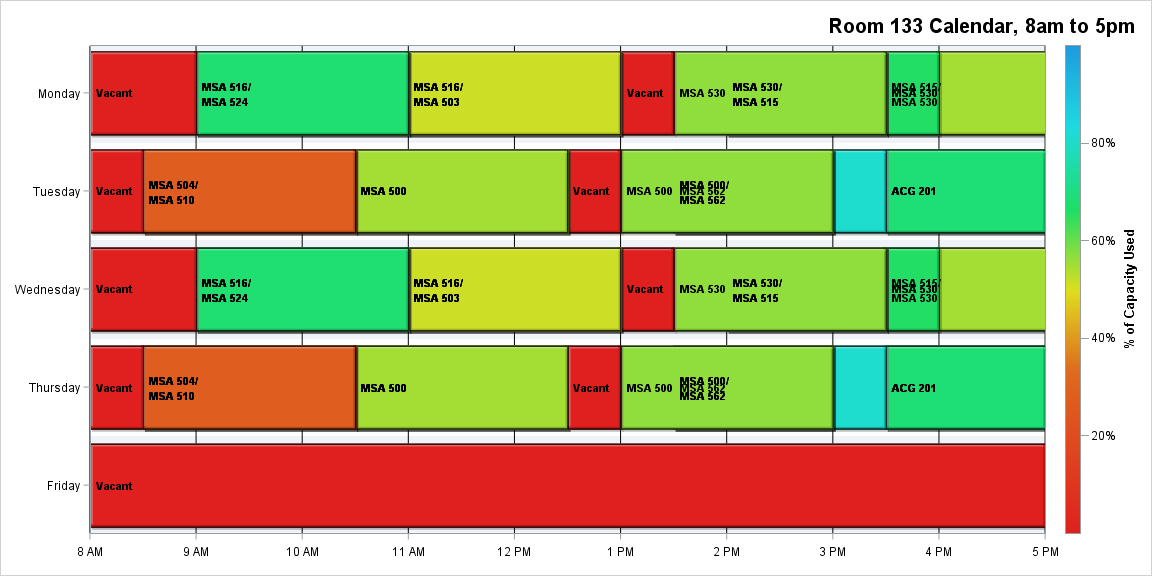 Room 133 Calendar, 8am to 5pm
Monday
Vacant
MSA 516/
MSA 524
MSA 516/
MSA 503
Vacant
MSA 530
MSA 530/
MSA 515
MSA 515/
MSA 530/
MSA 530
Tuesday
Vacant
MSA 504/
MSA 510
MSA 500
Vacant
MSA 500
MSA 500/
MSA 562
MSA 562
ACG 201
Wednesday
Vacant
MSA 516/
MSA 524
MSA 516/
MSA 503
Vacant
MSA 530
MSA 530/
MSA 515
MSA 515/
MSA 530/
MSA 530
Thursday
Vacant
MSA 504/
MSA 510
MSA 500
Vacant
MSA 500
MSA 500/
MSA 562
MSA 562
ACG 201
Friday
Vacant
8 AM
9 AM
10 AM
11 AM
12 PM
1 PM
2 PM
3 PM
4 PM
5 PM
80%
60%
40%
20%
% of Capacity Used